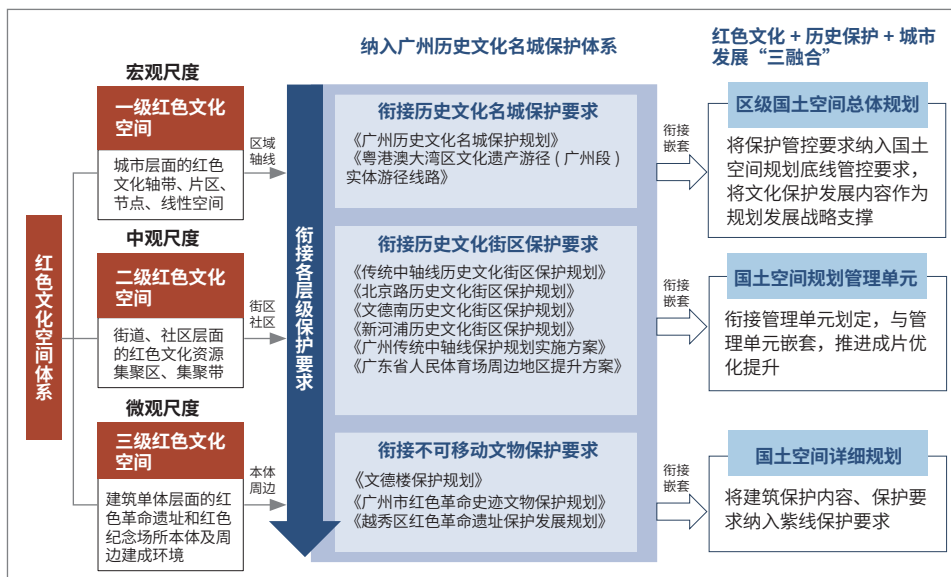 纳入广州历史文化名城保护体系
红色文化 + 历史保护 + 城市
发展“三融合”
红色文化空间体系
宏观尺度
一级红色文化
空间
城市层面的红色
文化轴带、片区、
节点、线性空间
区域
轴线
中观尺度
二级红色文化
空间
街道、社区层面
的红色文化资源
集聚区、集聚带
街区
社区
微观尺度
三级红色文化
空间
建筑单体层面的红
色革命遗址和红色
纪念场所本体及周
边建成环境
本体
周边
衔接各层级保护要求
衔接历史文化名城保护要求
《广州历史文化名城保护规划》
《粤港澳大湾区文化遗产游径 ( 广州段 )
实体游径线路》
衔接历史文化街区保护要求
《传统中轴线历史文化街区保护规划》
《北京路历史文化街区保护规划》
《文德南历史文化街区保护规划》
《新河浦历史文化街区保护规划》
《广州传统中轴线保护规划实施方案》
《广东省人民体育场周边地区提升方案》
衔接不可移动文物保护要求
《文德楼保护规划》
《广州市红色革命史迹文物保护规划》
《越秀区红色革命遗址保护发展规划》
衔接
嵌套
区级国土空间总体规划
将保护管控要求纳入国土
空间规划底线管控要求，
将文化保护发展内容作为
规划发展战略支撑
衔接
嵌套
国土空间规划管理单元
衔接管理单元划定，与
管理单元嵌套，推进成片
优化提升
衔接
嵌套
国土空间详细规划
将建筑保护内容、保护要
求纳入紫线保护要求